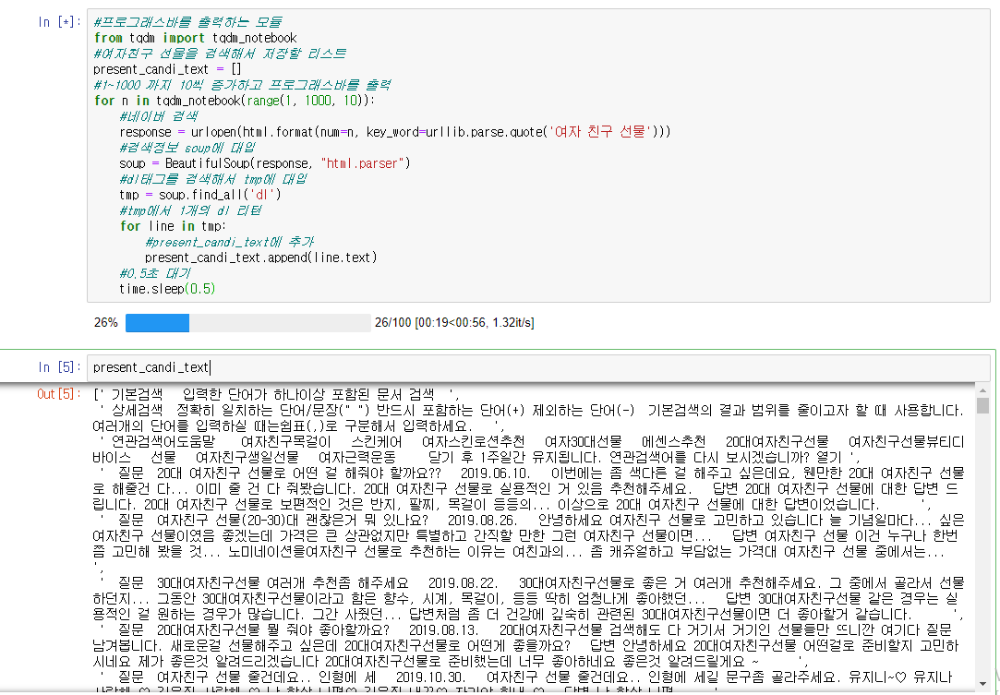 In [*]:
#프로그래스바를 출력하는 모듈
from tqdm import tqdm_notebook
#여자친구 선물을 검색해서 저장할 리스트
present_candi_text = []
#1~1000 까지 10씩 증가하고 프로그래스바를 출력
for n in tqdm_notebook(range(1, 1000, 10)):
#네이버 검색
response = urlopen(html.format(num=n, key_word=urllib.parse.quote('여자 친구 선물')))
#검색정보 soup에 대입
soup = BeautifulSoup(response, "html.parser")
#dl태그를 검색해서 tmp에 대입
tmp = soup.find_all('dl')
#tmp에서 1개의 dl 리턴
for line in tmp:
#present_candi_text에 추가
present_candi_text.append(line.text)
#0.5초 대기
time.sleep(0.5)
26% 26/100 [00:19<00:56, 1.32it/s]
In [5]: present_candi_text
Out[5]: [' 기본검색 입력한 단어가 하나이상 포함된 문서 검색 ',
' 상세검색 정확히 일치하는 단어/문장(" ") 반드시 포함하는 단어(+) 제외하는 단어(-) 기본검색의 결과 범위를 줄이고자 할 때 사용합니다.
여러개의 단어를 입력하실 때는쉼표(,)로 구분해서 입력하세요. ',
' 연관검색어도움말 여자친구목걸이 스킨케어 여자스킨로션추천 여자30대선물 에센스추천 20대여자친구선물 여자친구선물뷰티디
바이스 선물 여자친구생일선물 여자근력운동 닫기 후 1주일간 유지됩니다. 연관검색어를 다시 보시겠습니까? 열기 ',
' 질문 20대 여자친구 선물로 어떤 걸 해줘야 할까요?? 2019.06.10. 이번에는 좀 색다른 걸 해주고 싶은데요, 웬만한 20대 여자친구 선물
로 해줄건 다... 이미 줄 건 다 줘봤습니다. 20대 여자친구 선물로 실용적인 거 있음 추천해주세요. 답변 20대 여자친구 선물에 대한 답변 드
립니다. 20대 여자친구 선물로 보편적인 것은 반지, 팔찌, 목걸이 등등의... 이상으로 20대 여자친구 선물에 대한 답변이었습니다. ',
' 질문 여자친구 선물(20-30)대 괜찮은거 뭐 있나요? 2019.08.26. 안녕하세요 여자친구 선물로 고민하고 있습니다 늘 기념일마다... 싶은
여자친구 선물이였음 좋겠는데 가격은 큰 상관없지만 특별하고 간직할 만한 그런 여자친구 선물이면... 답변 여자친구 선물 이건 누구나 한번
쯤 고민해 봤을 것... 노미네이션을여자친구 선물로 추천하는 이유는 여친과의... 좀 캐쥬얼하고 부담없는 가격대 여자친구 선물 중에서는...
',
' 질문 30대여자친구선물 여러개 추천좀 해주세요 2019.08.22. 30대여자친구선물로 좋은 거 여러개 추천해주세요. 그 중에서 골라서 선물
하던지... 그동안 30대여자친구선물이라고 함은 향수, 시계, 목걸이, 등등 딱히 엄청나게 좋아했던... 답변 30대여자친구선물 같은 경우는 실
용적인 걸 원하는 경우가 많습니다. 그간 사줬던... 답변처럼 좀 더 건강에 깊숙히 관련된 30대여자친구선물이면 더 좋아할거 같습니다. ',
' 질문 20대여자친구선물 뭘 줘야 좋아할까요? 2019.08.13. 20대여자친구선물 검색해도 다 거기서 거기인 선물들만 뜨니깐 여기다 질문
남겨봅니다. 새로운걸 선물해주고 싶은데 20대여자친구선물로 어떤게 좋을까요? 답변 안녕하세요 20대여자친구선물 어떤걸로 준비할지 고민하
시네요 제가 좋은것 알려드리겠습니다 20대여자친구선물로 준비했는데 너무 좋아하네요 좋은것 알려드릴게요 ~ ',
' 질문 여자친구 선물 줄건데요.. 인형에 세 2019.10.30. 여자친구 선물 줄건데요.. 인형에 세길 문구좀 골라주세요. 유지니~♡ 유지나